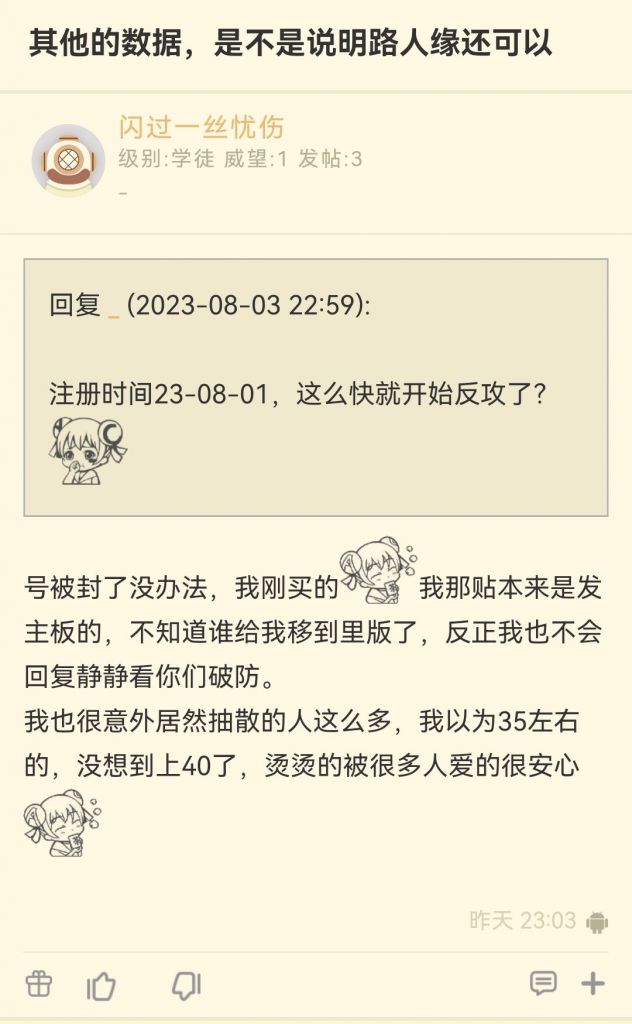 其他的数据，是不是说明路人缘还可以
闪过一丝忧伤
级别:学徒 威望:1 发帖:3
-
回复 _ (2023-08-03 22:59):
注册时间23-08-01，这么快就开始反攻了？
号被封了没办法，我刚买的 我那贴本来是发
主板的，不知道谁给我移到里版了，反正我也不会
回复静静看你们破防。
我也很意外居然抽散的人这么多，我以为35左右
的，没想到上40了，烫烫的被很多人爱的很安心
昨天 23:03